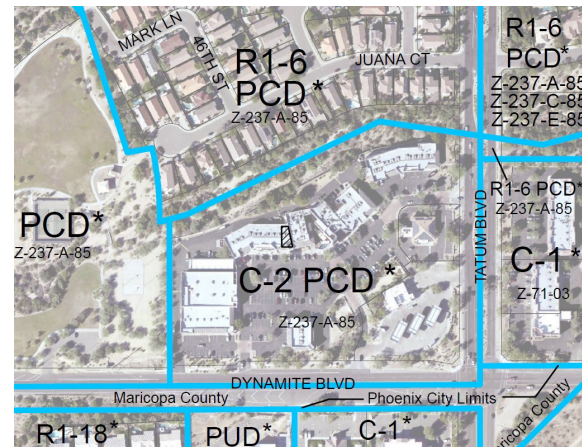 MARK LN
46TH ST
R1-6
PCD*
Z-237-A-85
JUANA CT
R1-6
PCD*
Z-237-A-85
Z-237-C-85
Z-237-E-85
R1-6 PCD*
Z-237-A-85
PCD*
Z-237-A-85
TATUM BLVD
C-2 PCD *
Z-237-A-85
C-1*
Z-71-03
DYNAMITE BLVD
Maricopa County
Phoenix City Limits
ricopa County
R1-18*
PUD*
C-1*